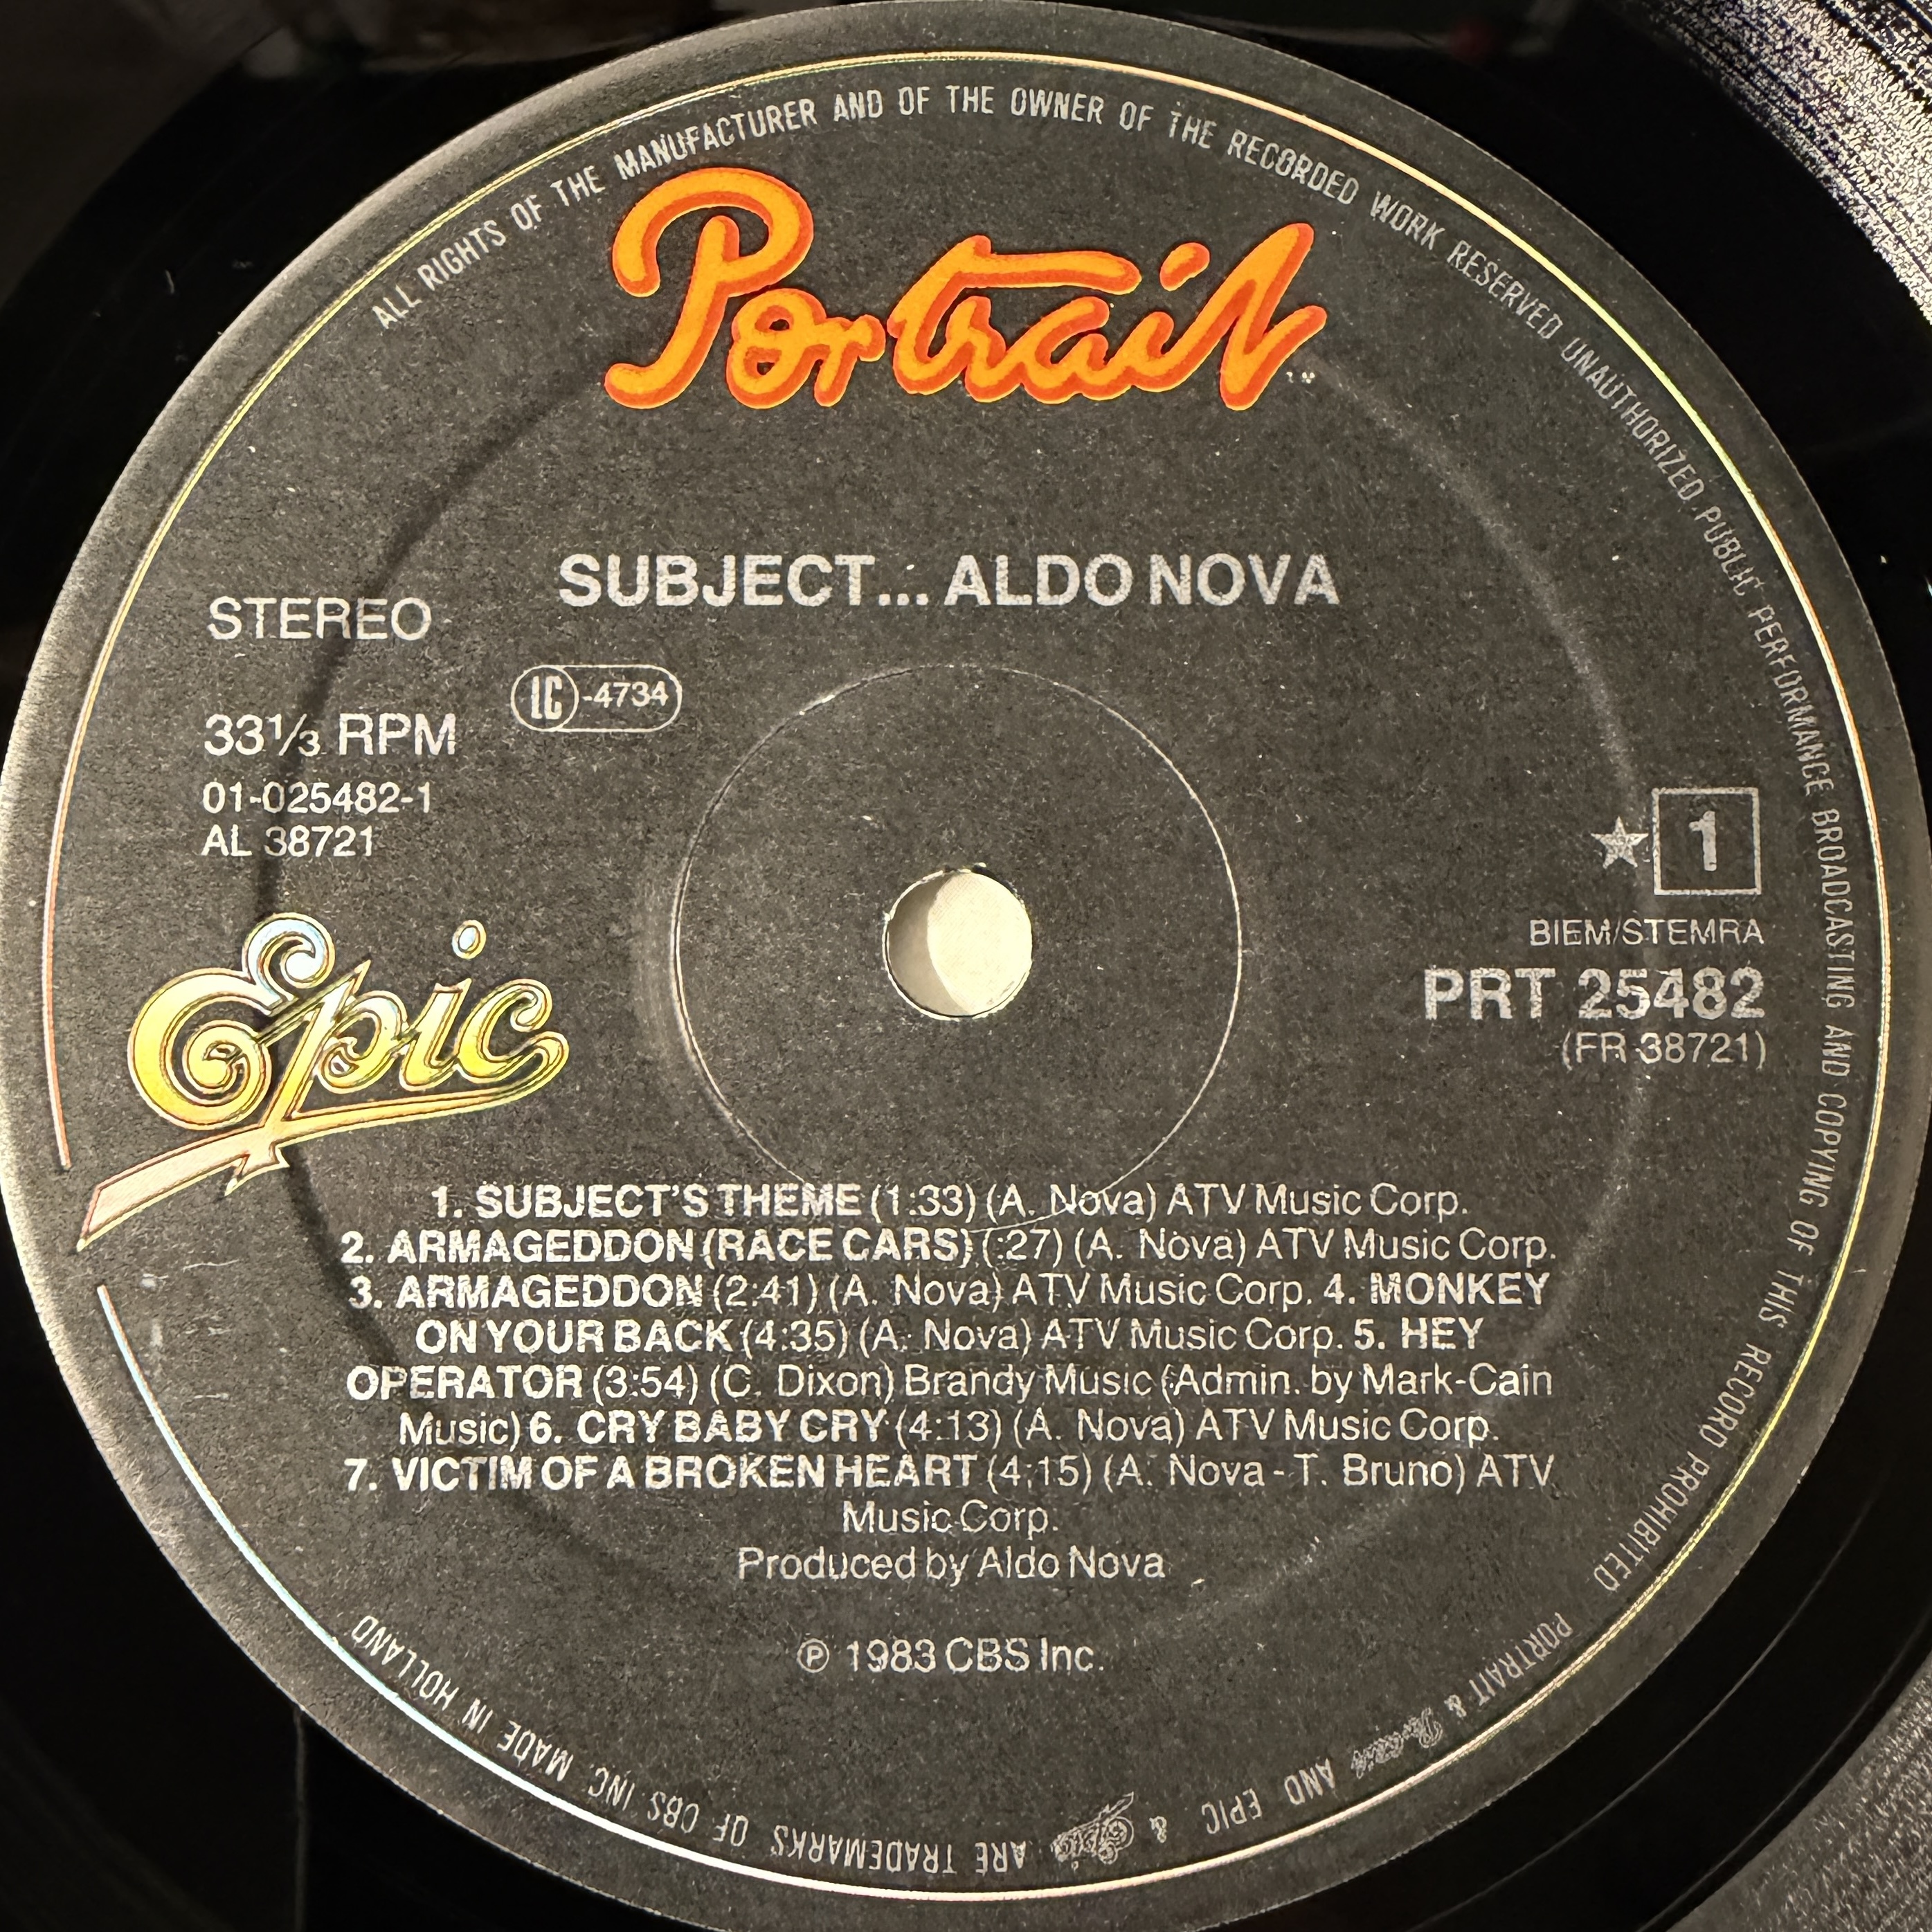 ALL RIGHTS OF THE MANUFACTURER AND OF THE OWNER OF THE RECORDED WORK RESERVED UNAUTHORIZED PUBLIC PERFORMANCE BROADCASTING AND COPYING OF THIS RECORD PROHIBITED
Portrait
TM
SUBJECT... ALDO NOVA
STEREO
LC -4734
33⅓ RPM
01-025482-1
AL 38721
★ 1
BIEM/STEMRA
PRT 25482
(FR 38721)
Epic
1. SUBJECT'S THEME (1:33) (A. Nova) ATV Music Corp.
2. ARMAGEDDON (RACE CARS) (:27) (A. Nova) ATV Music Corp.
3. ARMAGEDDON (2:41) (A. Nova) ATV Music Corp. 4. MONKEY
ON YOUR BACK (4:35) (A. Nova) ATV Music Corp. 5. HEY
OPERATOR (3:54) (C. Dixon) Brandy Music (Admin. by Mark-Cain
Music) 6. CRY BABY CRY (4:13) (A. Nova) ATV Music Corp.
7. VICTIM OF A BROKEN HEART (4:15) (A. Nova - T. Bruno) ATV
Music Corp.
Produced by Aldo Nova
℗ 1983 CBS Inc.
PORTRAIT & Portrait AND EPIC & Epic ARE TRADEMARKS OF CBS INC. MADE IN HOLLAND